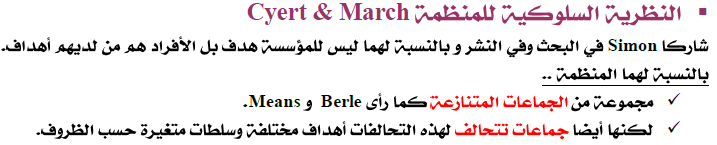 ▪ النظرية السلوكية للمنظمة Cyert & March
شاركا Simon في البحث وفي النشر و بالنسبة لهما ليس للمؤسسة هدف بل الأفراد هم من لديهم أهداف.
بالنسبة لهما المنظمة ..
✓ مجموعة من الجماعات المتنازعة كما رأى Berle و Means.
✓ لكنها أيضا جماعات تتحالف لهذه التحالفات أهداف مختلفة وسلطات متغيرة حسب الظروف.